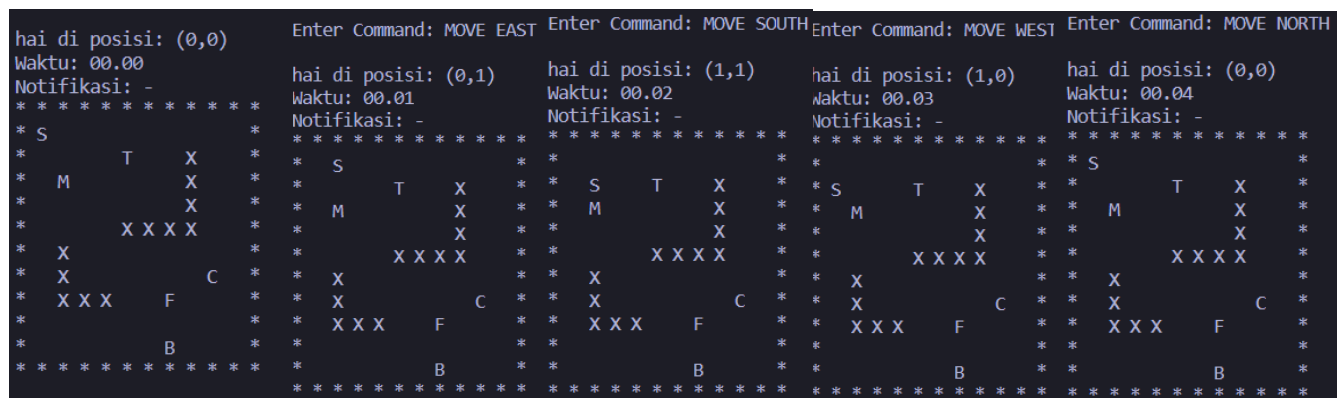 hai di posisi: (0,0)
Waktu: 00.00
Notifikasi: -
* * * * * * * * * * * *
* S                   *
*         T     X     *
*   M           X     *
*               X     *
*         X X X X     *
*   X                 *
*   X             C   *
*   X X X     F       *
*                     *
*             B       *
* * * * * * * * * * * *
Enter Command: MOVE EAST
hai di posisi: (0,1)
Waktu: 00.01
Notifikasi: -
* * * * * * * * * * * *
*   S                 *
*         T     X     *
*   M           X     *
*               X     *
*         X X X X     *
*   X                 *
*   X             C   *
*   X X X     F       *
*                     *
*             B       *
* * * * * * * * * * * *
Enter Command: MOVE SOUTH
hai di posisi: (1,1)
Waktu: 00.02
Notifikasi: -
* * * * * * * * * * * *
*                     *
*   S     T     X     *
*   M           X     *
*               X     *
*         X X X X     *
*   X                 *
*   X             C   *
*   X X X     F       *
*                     *
*             B       *
* * * * * * * * * * * *
Enter Command: MOVE WEST
hai di posisi: (1,0)
Waktu: 00.03
Notifikasi: -
* * * * * * * * * * * *
*                     *
* S       T     X     *
*   M           X     *
*               X     *
*         X X X X     *
*   X                 *
*   X             C   *
*   X X X     F       *
*                     *
*             B       *
* * * * * * * * * * * *
Enter Command: MOVE NORTH
hai di posisi: (0,0)
Waktu: 00.04
Notifikasi: -
* * * * * * * * * * * *
* S                   *
*         T     X     *
*   M           X     *
*               X     *
*         X X X X     *
*   X                 *
*   X             C   *
*   X X X     F       *
*                     *
*             B       *
* * * * * * * * * * * *